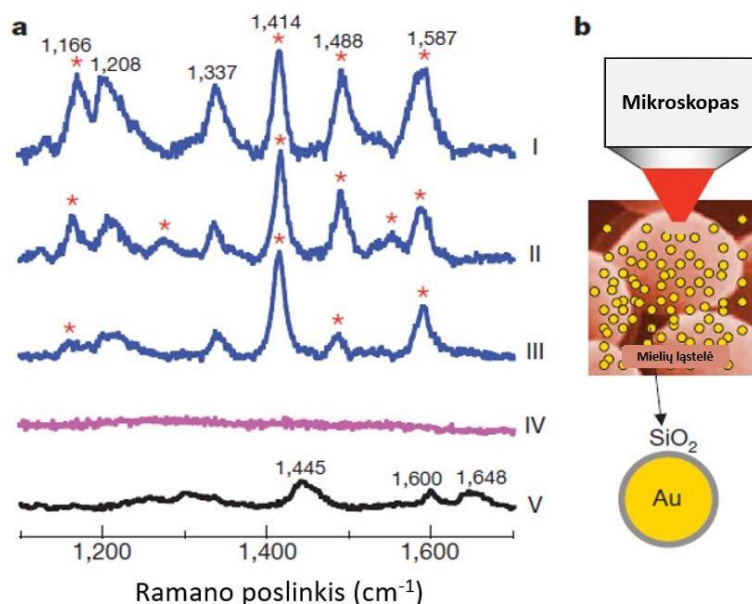 a
1,166
1,208
1,337
1,414
1,488
1,587
I
II
III
IV
V
1,445
1,600
1,648
1,200
1,400
1,600
Ramano poslinkis (cm⁻¹)
b
Mikroskopas
Mielių ląstelė
SiO₂
Au